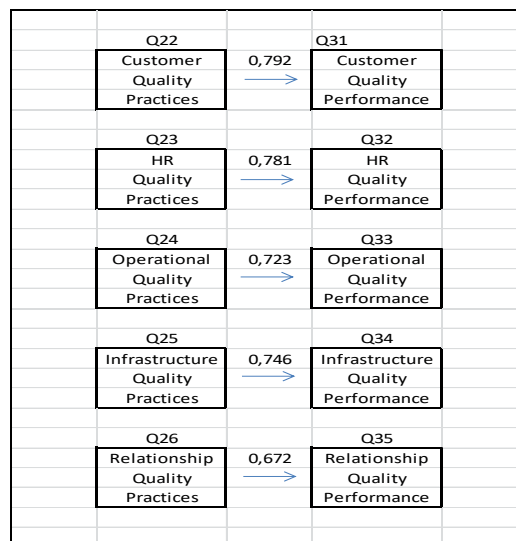 Q22 Q31
Customer 0,792 Customer
Quality Quality
Practices Performance
Q23 Q32
HR 0,781 HR
Quality Quality
Practices Performance
Q24 Q33
Operational 0,723 Operational
Quality Quality
Practices Performance
Q25 Q34
Infrastructure 0,746 Infrastructure
Quality Quality
Practices Performance
Q26 Q35
Relationship 0,672 Relationship
Quality Quality
Practices Performance